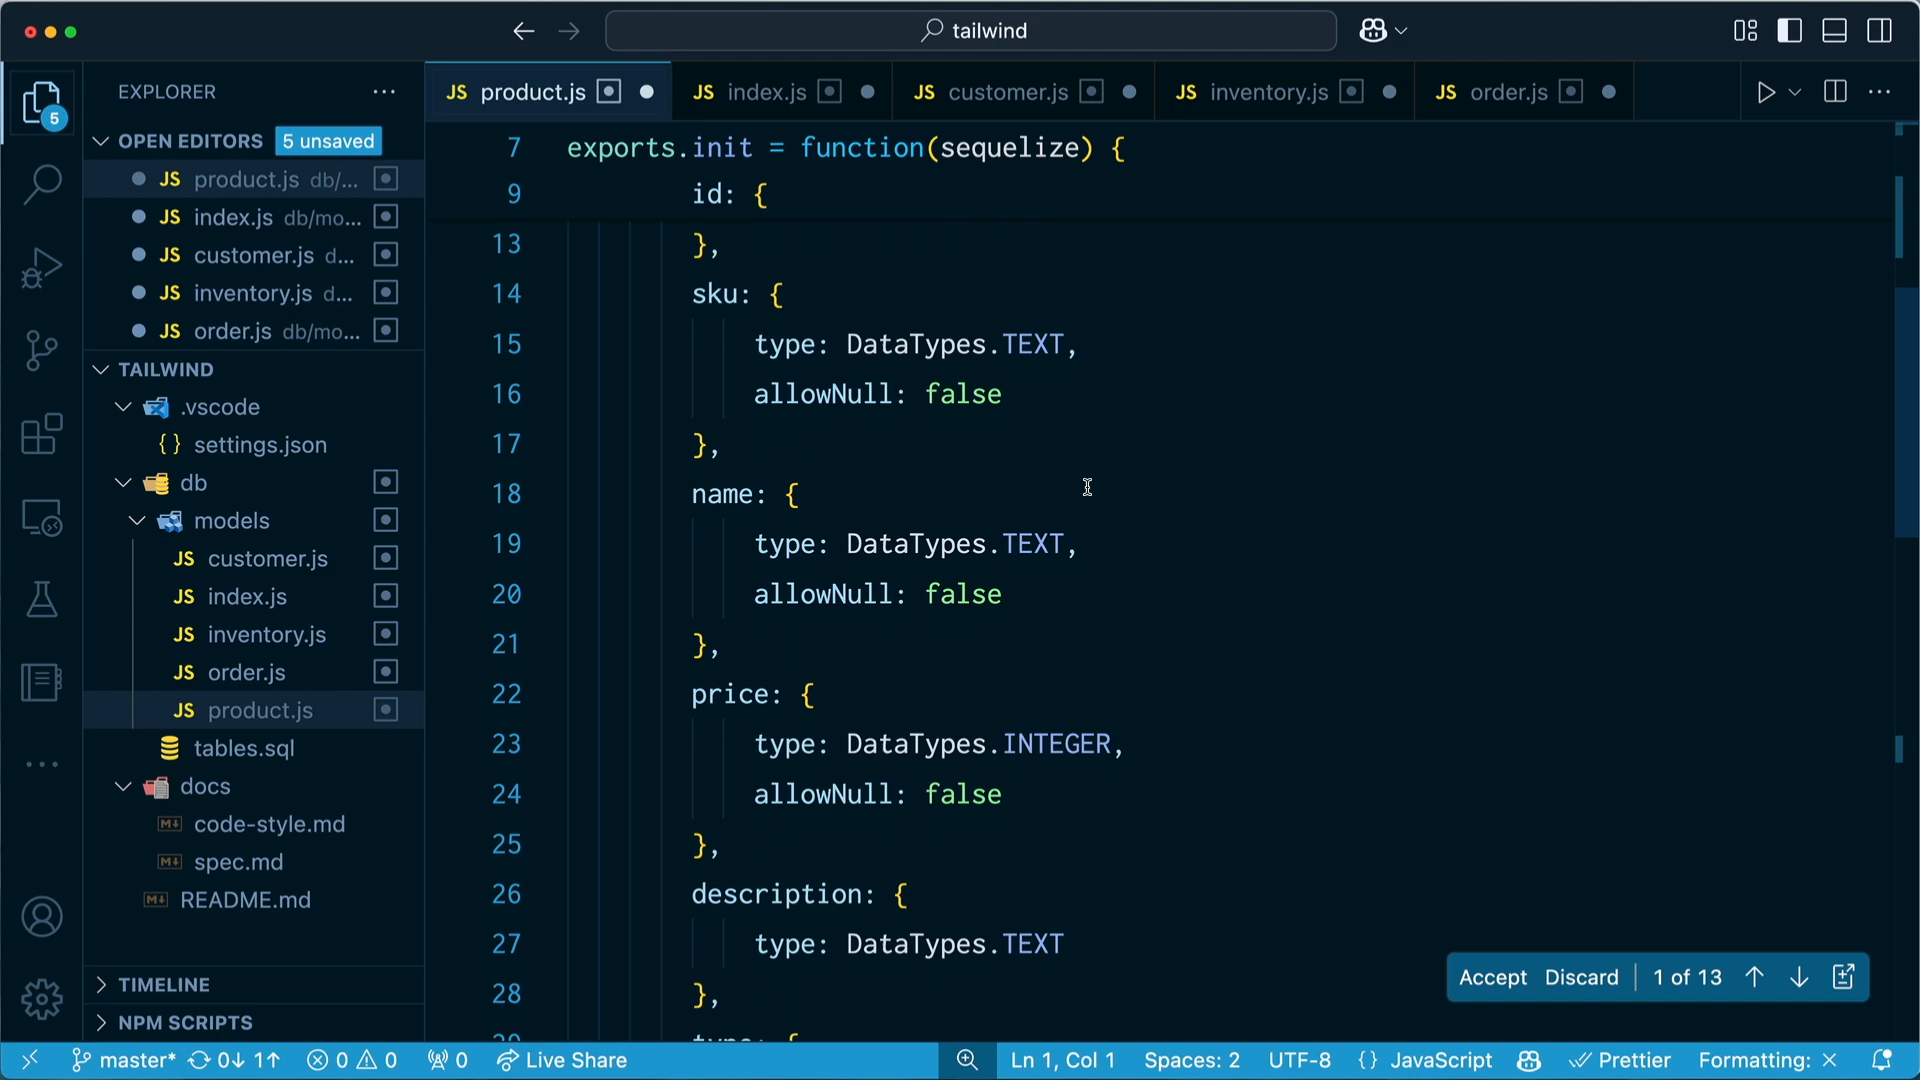 tailwind
EXPLORER
5
OPEN EDITORS 5 unsaved
JS product.js db/...
JS index.js db/mo...
JS customer.js d...
JS inventory.js d...
JS order.js db/mo...
TAILWIND
.vscode
{ } settings.json
db
models
JS customer.js
JS index.js
JS inventory.js
JS order.js
JS product.js
tables.sql
docs
M↓ code-style.md
M↓ spec.md
M↓ README.md
TIMELINE
NPM SCRIPTS
JS product.js JS index.js JS customer.js JS inventory.js JS order.js
7 exports.init = function(sequelize) {
9 id: {
13 },
14 sku: {
15 type: DataTypes.TEXT,
16 allowNull: false
17 },
18 name: {
19 type: DataTypes.TEXT,
20 allowNull: false
21 },
22 price: {
23 type: DataTypes.INTEGER,
24 allowNull: false
25 },
26 description: {
27 type: DataTypes.TEXT
28 },
Accept Discard 1 of 13
master* 0↓ 1↑ 0 0 0 Live Share Ln 1, Col 1 Spaces: 2 UTF-8 { } JavaScript Prettier Formatting: ×